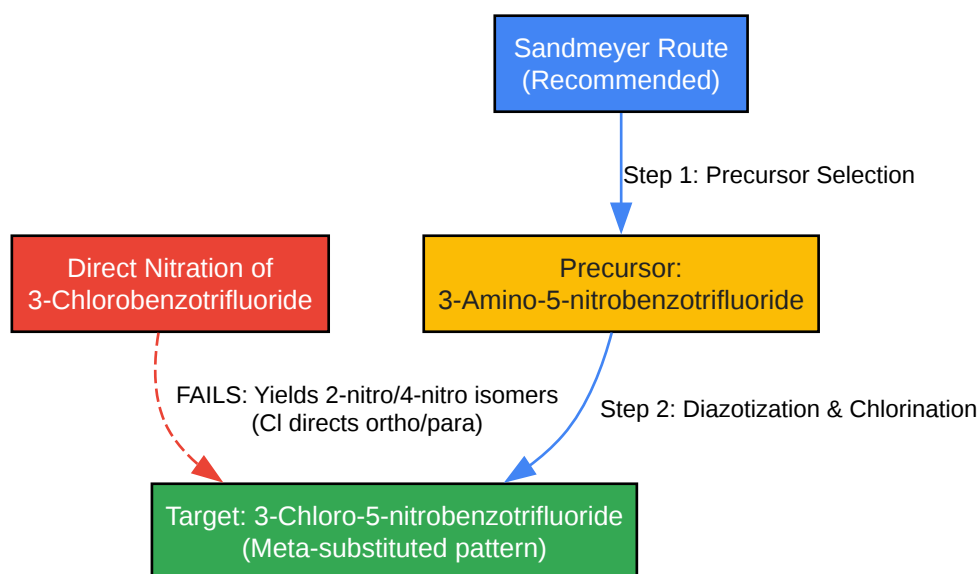 Sandmeyer Route
(Recommended)
Step 1: Precursor Selection
Direct Nitration of
3-Chlorobenzotrifluoride
Precursor:
3-Amino-5-nitrobenzotrifluoride
FAILS: Yields 2-nitro/4-nitro isomers
(Cl directs ortho/para)
Step 2: Diazotization & Chlorination
Target: 3-Chloro-5-nitrobenzotrifluoride
(Meta-substituted pattern)